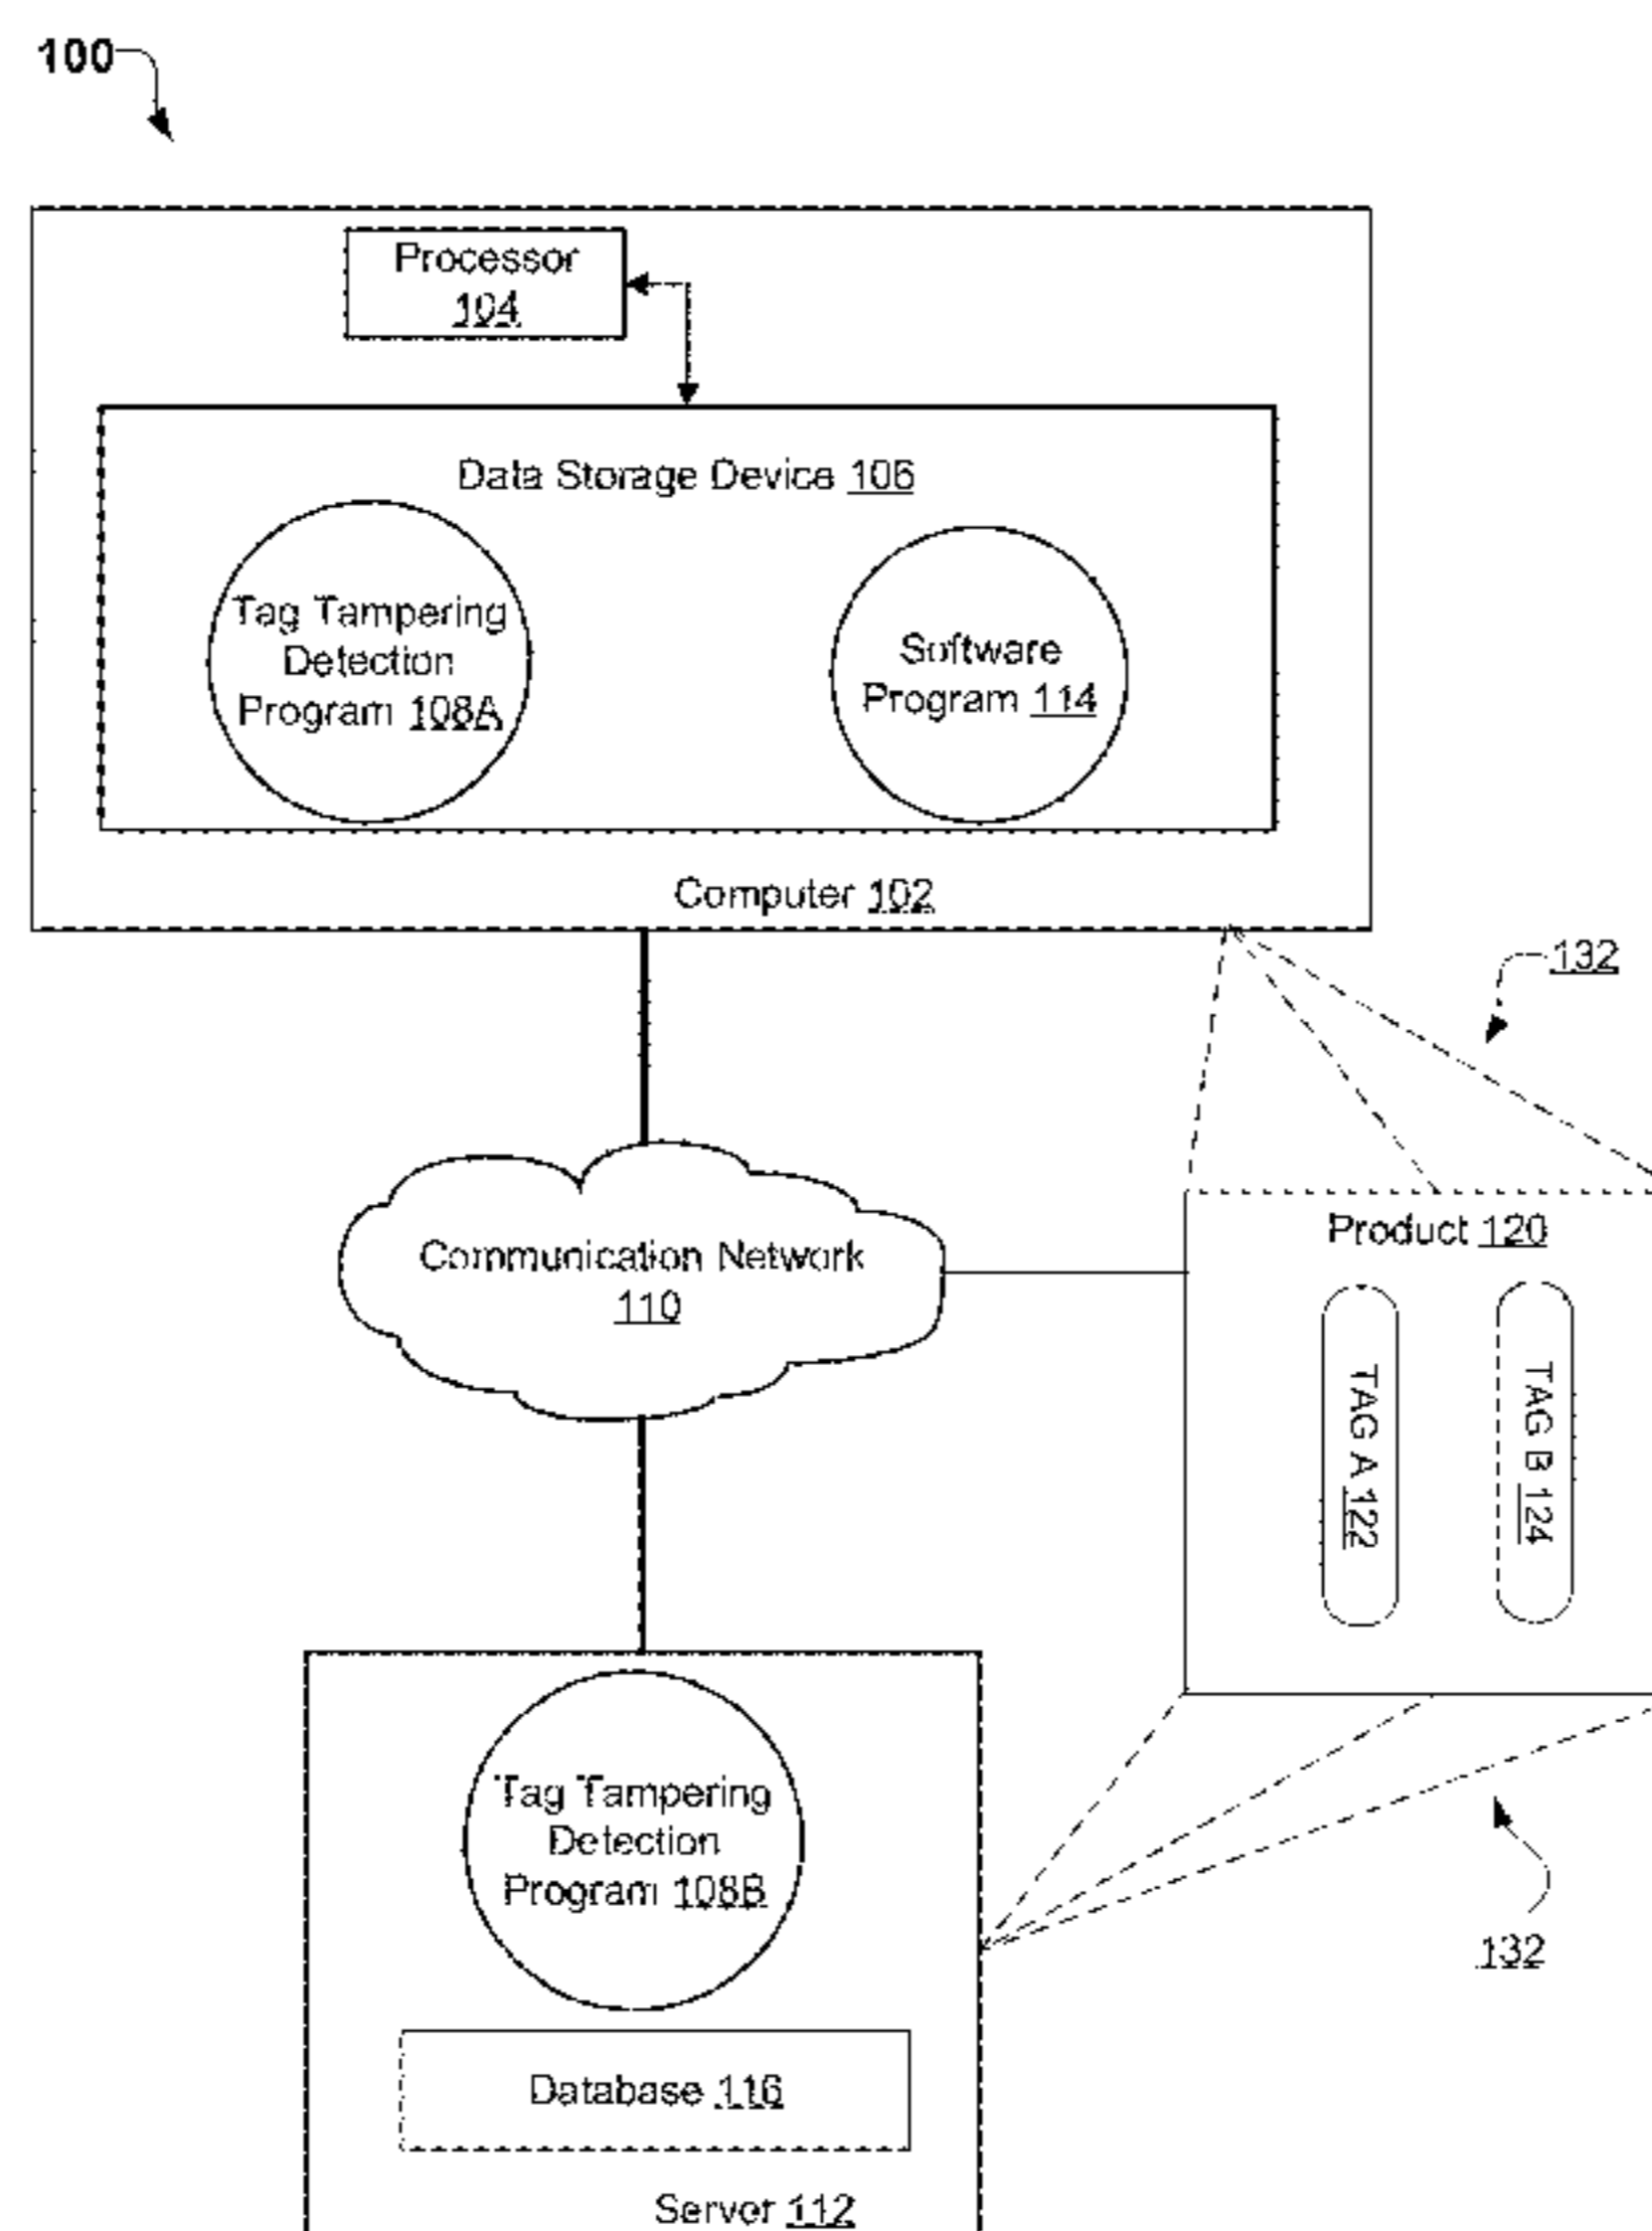 100
Processor
104
Data Storage Device 106
Tag Tampering
Detection
Program 108A
Software
Program 114
Computer 102
132
Communication Network
110
Product 120
TAG A 122
TAG B 124
Tag Tampering
Detection
Program 108B
132
Database 116
Server 112